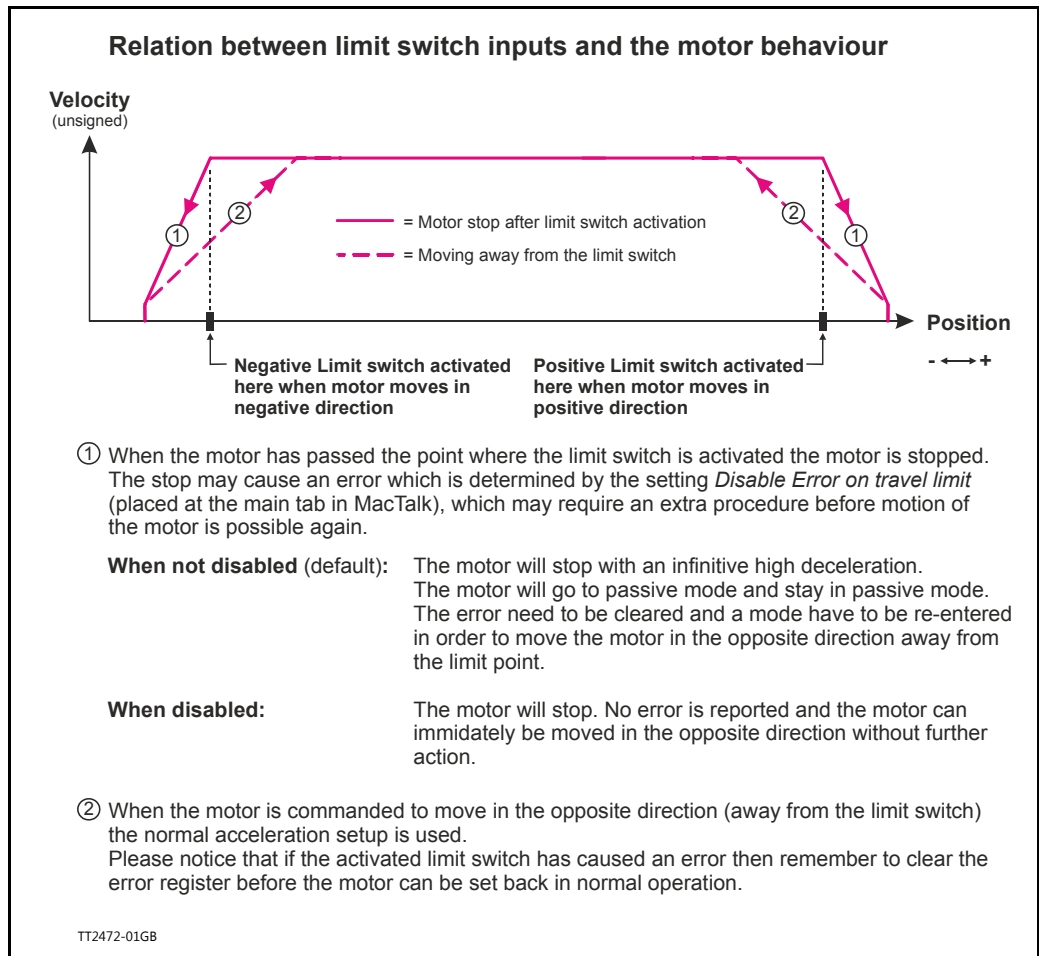 Relation between limit switch inputs and the motor behaviour
Velocity
(unsigned)
① ② ② ①
= Motor stop after limit switch activation
= Moving away from the limit switch
Position
- +
Negative Limit switch activated
here when motor moves in
negative direction
Positive Limit switch activated
here when motor moves in
positive direction
① When the motor has passed the point where the limit switch is activated the motor is stopped.
The stop may cause an error which is determined by the setting Disable Error on travel limit
(placed at the main tab in MacTalk), which may require an extra procedure before motion of
the motor is possible again.
When not disabled (default): The motor will stop with an infinitive high deceleration.
The motor will go to passive mode and stay in passive mode.
The error need to be cleared and a mode have to be re-entered
in order to move the motor in the opposite direction away from
the limit point.
When disabled: The motor will stop. No error is reported and the motor can
immidately be moved in the opposite direction without further
action.
② When the motor is commanded to move in the opposite direction (away from the limit switch)
the normal acceleration setup is used.
Please notice that if the activated limit switch has caused an error then remember to clear the
error register before the motor can be set back in normal operation.
TT2472-01GB